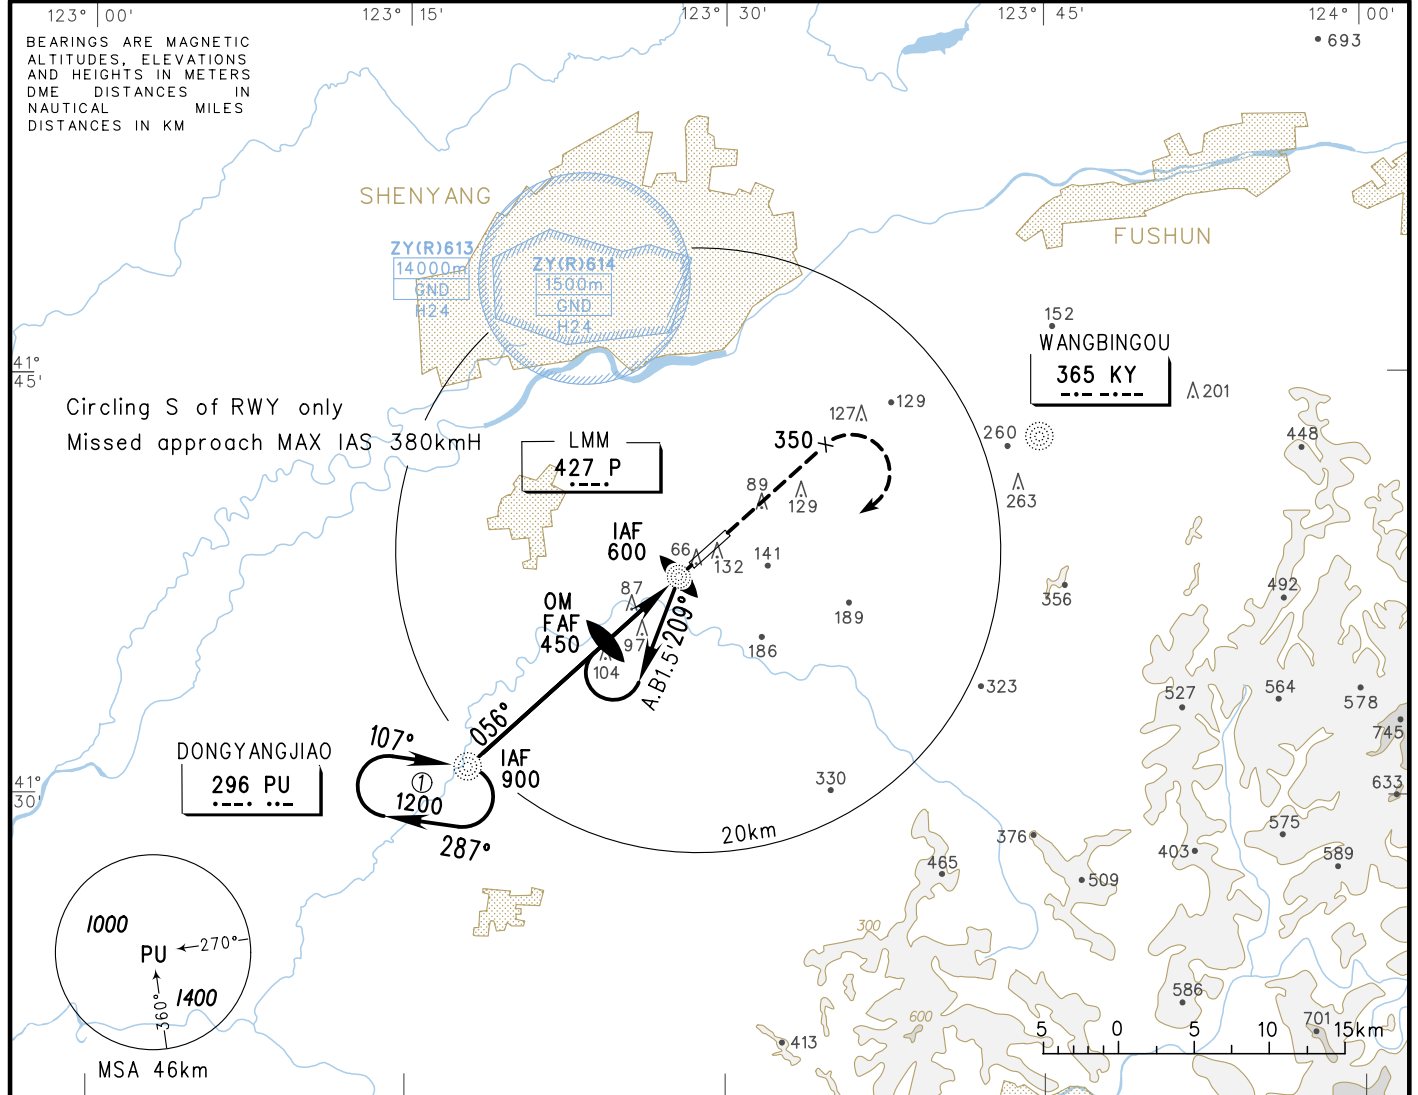 123° 00'
123° 15'
123° 30'
123° 45'
124° 00'
BEARINGS ARE MAGNETIC
ALTITUDES, ELEVATIONS
AND HEIGHTS IN METERS
DME DISTANCES IN
NAUTICAL MILES
DISTANCES IN KM
693
SHENYANG
FUSHUN
ZY(R)613
14000m
GND
H24
ZY(R)614
1500m
GND
H24
152
WANGBINGOU
365 KY
201
41°
45'
Circling S of RWY only
Missed approach MAX IAS 380kmH
LMM
427 P
127
129
350
260
448
263
89
129
IAF
600
66
132
141
356
492
87
OM
FAF
450
97
104
209°
A.B1.5'
189
186
323
527
564
578
745
056°
107°
DONGYANGJIAO
296 PU
IAF
900
1
1200
287°
330
633
41°
30'
20km
376
575
403
589
465
509
1000
PU
270°
360°
1400
MSA 46km
300
600
586
413
701
5 0 5 10 15km